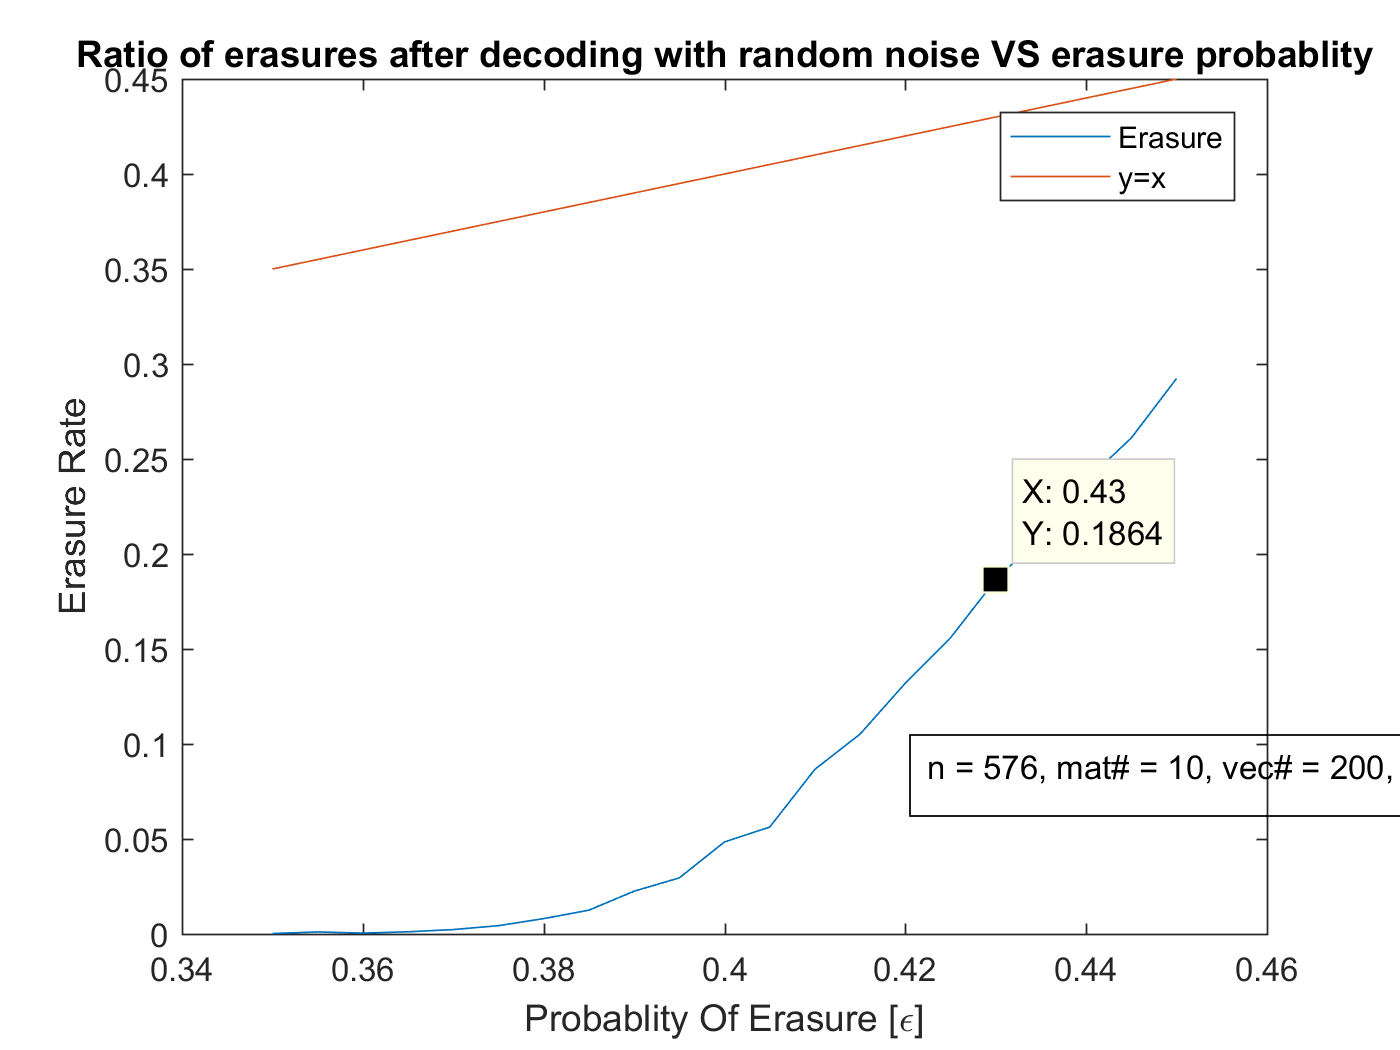 Ratio of erasures after decoding with random noise VS erasure probablity
0.45
0.4
0.35
0.3
0.25
0.2
0.15
0.1
0.05
0
Erasure Rate
Erasure
y=x
X: 0.43
Y: 0.1864
n = 576, mat# = 10, vec# = 200,
0.34
0.36
0.38
0.4
0.42
0.44
0.46
Probablity Of Erasure [ϵ]